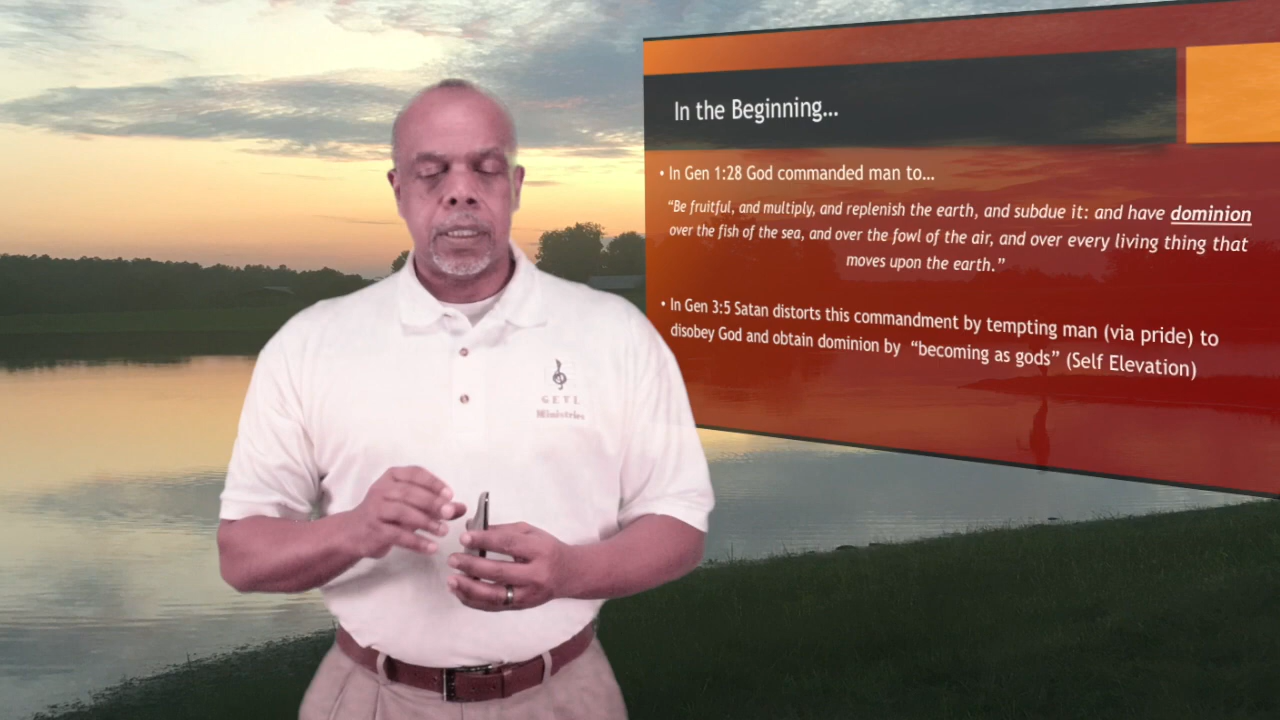 In the Beginning...
• In Gen 1:28 God commanded man to...
“Be fruitful, and multiply, and replenish the earth, and subdue it: and have dominion
over the fish of the sea, and over the fowl of the air, and over every living thing that
moves upon the earth.”
• In Gen 3:5 Satan distorts this commandment by tempting man (via pride) to
disobey God and obtain dominion by “becoming as gods” (Self Elevation)
G E Y L
Ministries